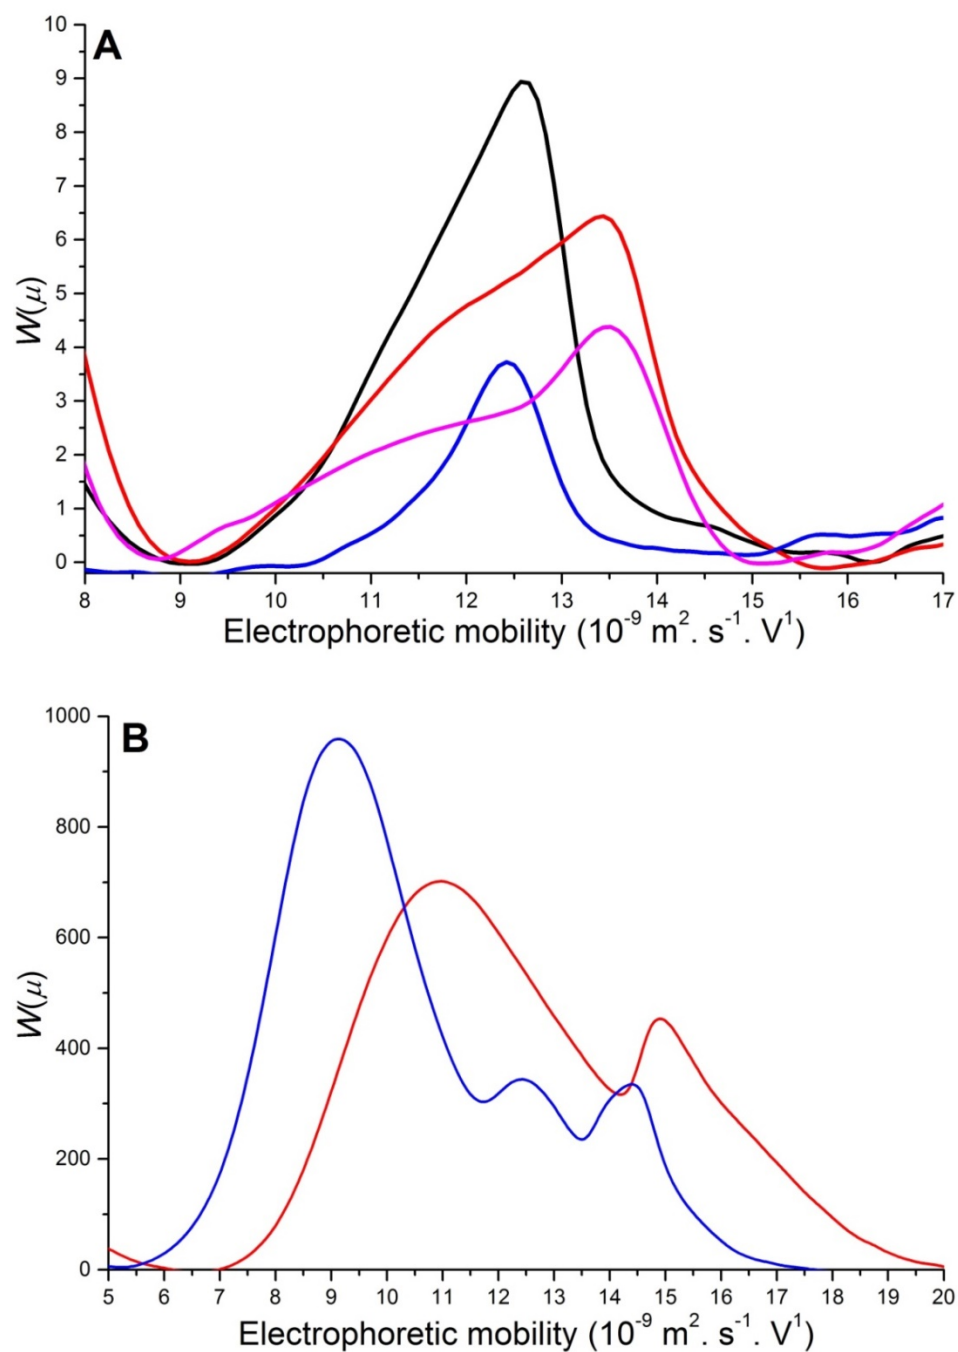 A
10
9
8
7
6
5
4
3
2
1
0
W(μ)
8 9 10 11 12 13 14 15 16 17
Electrophoretic mobility (10⁻⁹ m². s⁻¹. V¹)
B
1000
800
600
400
200
0
W(μ)
5 6 7 8 9 10 11 12 13 14 15 16 17 18 19 20
Electrophoretic mobility (10⁻⁹ m². s⁻¹. V¹)